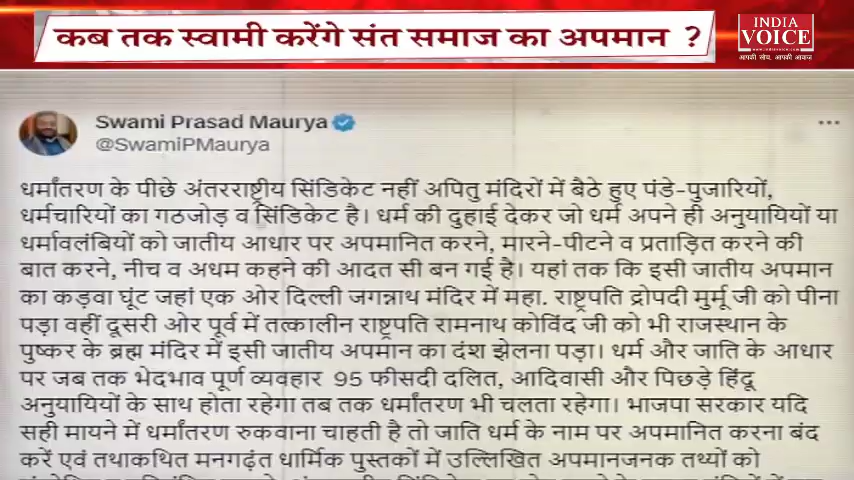 कब तक स्वामी करेंगे संत समाज का अपमान ?
INDIA
VOICE
आपकी सोच, आपकी आवाज
Swami Prasad Maurya
@SwamiPMaurya
धर्मांतरण के पीछे अंतरराष्ट्रीय सिंडिकेट नहीं अपितु मंदिरों में बैठे हुए पंडे-पुजारियों,
धर्मचारियों का गठजोड़ व सिंडिकेट है। धर्म की दुहाई देकर जो धर्म अपने ही अनुयायियों या
धर्मावलंबियों को जातीय आधार पर अपमानित करने, मारने-पीटने व प्रताड़ित करने की
बात करने, नीच व अधम कहने की आदत सी बन गई है। यहां तक कि इसी जातीय अपमान
का कड़वा घूंट जहां एक ओर दिल्ली जगन्नाथ मंदिर में महा. राष्ट्रपति द्रोपदी मुर्मू जी को पीना
पड़ा वहीं दूसरी ओर पूर्व में तत्कालीन राष्ट्रपति रामनाथ कोविंद जी को भी राजस्थान के
पुष्कर के ब्रह्म मंदिर में इसी जातीय अपमान का दंश झेलना पड़ा। धर्म और जाति के आधार
पर जब तक भेदभाव पूर्ण व्यवहार 95 फीसदी दलित, आदिवासी और पिछड़े हिंदू
अनुयायियों के साथ होता रहेगा तब तक धर्मांतरण भी चलता रहेगा। भाजपा सरकार यदि
सही मायने में धर्मांतरण रुकवाना चाहती है तो जाति धर्म के नाम पर अपमानित करना बंद
करें एवं तथाकथित मनगढ़ंत धार्मिक पुस्तकों में उल्लिखित अपमानजनक तथ्यों को